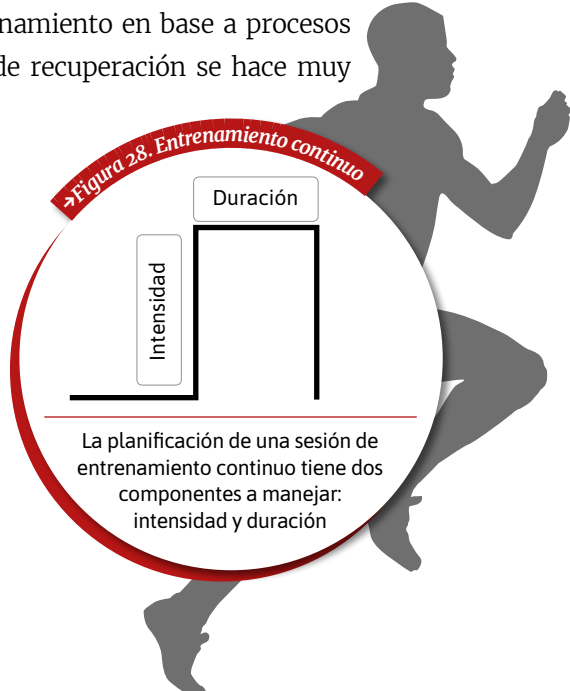 namiento en base a procesos
de recuperación se hace muy
→Figura 28. Entrenamiento continuo
Duración
Intensidad
La planificación de una sesión de
entrenamiento continuo tiene dos
componentes a manejar:
intensidad y duración